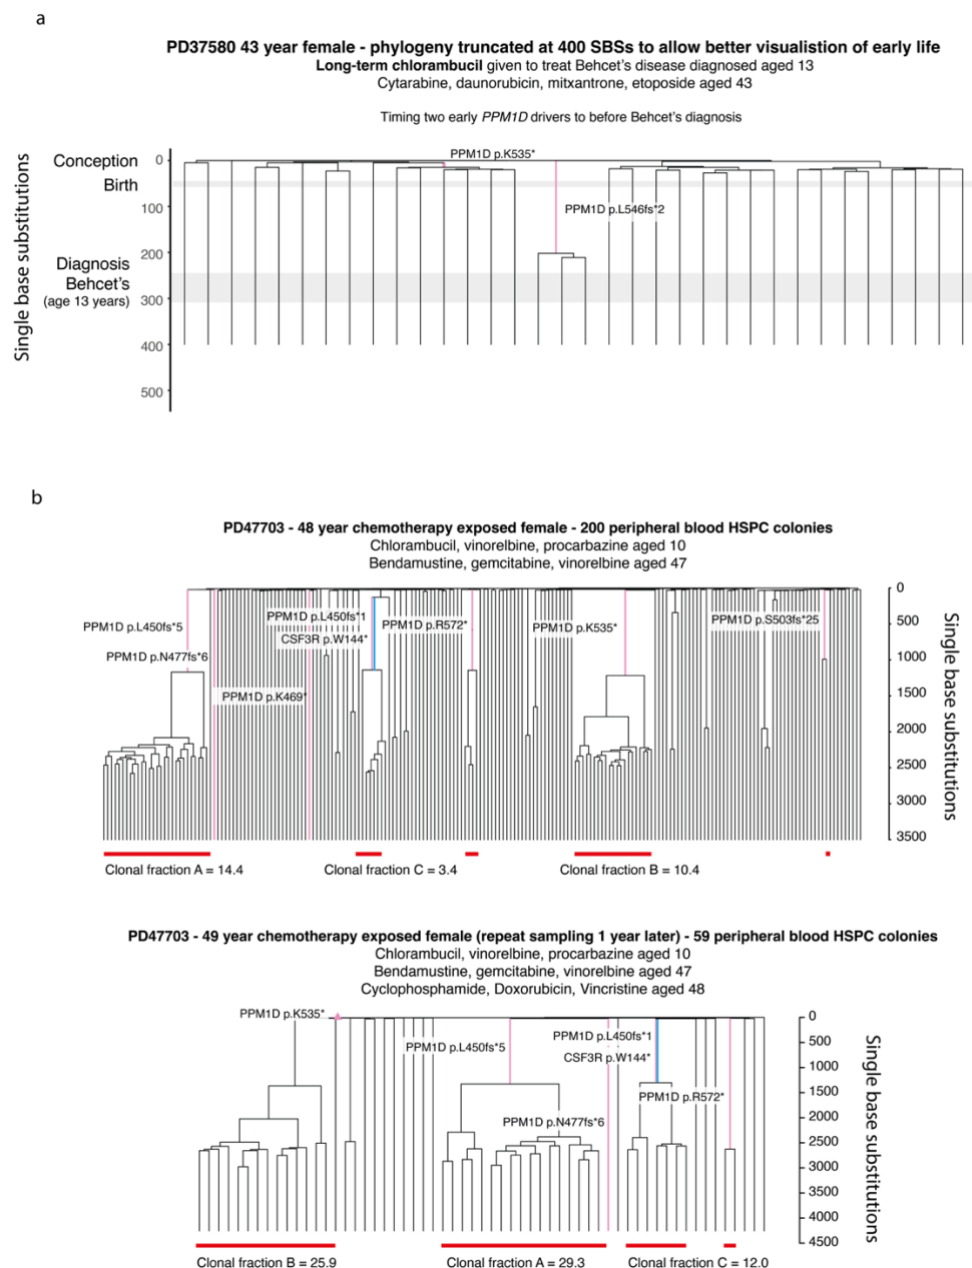 a
PD37580 43 year female - phylogeny truncated at 400 SBSs to allow better visualistion of early life
Long-term chlorambucil given to treat Behcet's disease diagnosed aged 13
Cytarabine, daunorubicin, mitxantrone, etoposide aged 43
Timing two early PPM1D drivers to before Behcet's diagnosis
Single base substitutions
Conception
Birth
Diagnosis
Behcet's
(age 13 years)
0
100
200
300
400
500
PPM1D p.K535*
PPM1D p.L546fs*2
b
PD47703 - 48 year chemotherapy exposed female - 200 peripheral blood HSPC colonies
Chlorambucil, vinorelbine, procarbazine aged 10
Bendamustine, gemcitabine, vinorelbine aged 47
PPM1D p.L450fs*5
PPM1D p.N477fs*6
PPM1D p.K469*
PPM1D p.L450fs*1
CSF3R p.W144*
PPM1D p.R572*
PPM1D p.K535*
PPM1D p.S503fs*25
0
500
1000
1500
2000
2500
3000
3500
Single base substitutions
Clonal fraction A = 14.4
Clonal fraction C = 3.4
Clonal fraction B = 10.4
PD47703 - 49 year chemotherapy exposed female (repeat sampling 1 year later) - 59 peripheral blood HSPC colonies
Chlorambucil, vinorelbine, procarbazine aged 10
Bendamustine, gemcitabine, vinorelbine aged 47
Cyclophosphamide, Doxorubicin, Vincristine aged 48
PPM1D p.K535*
PPM1D p.L450fs*5
PPM1D p.N477fs*6
PPM1D p.L450fs*1
CSF3R p.W144*
PPM1D p.R572*
0
500
1000
1500
2000
2500
3000
3500
4000
4500
Single base substitutions
Clonal fraction B = 25.9
Clonal fraction A = 29.3
Clonal fraction C = 12.0